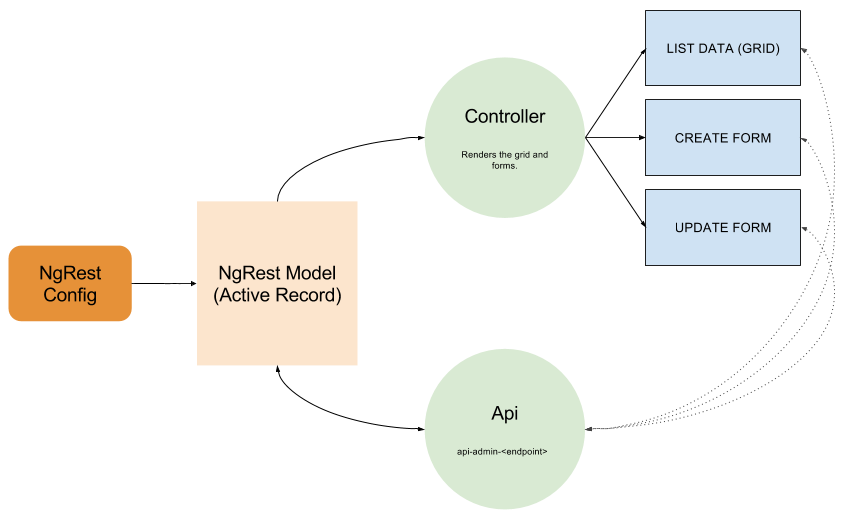 NgRest
Config
NgRest Model
(Active Record)
Controller
Renders the grid and
forms.
LIST DATA (GRID)
CREATE FORM
UPDATE FORM
Api
api-admin-<endpoint>